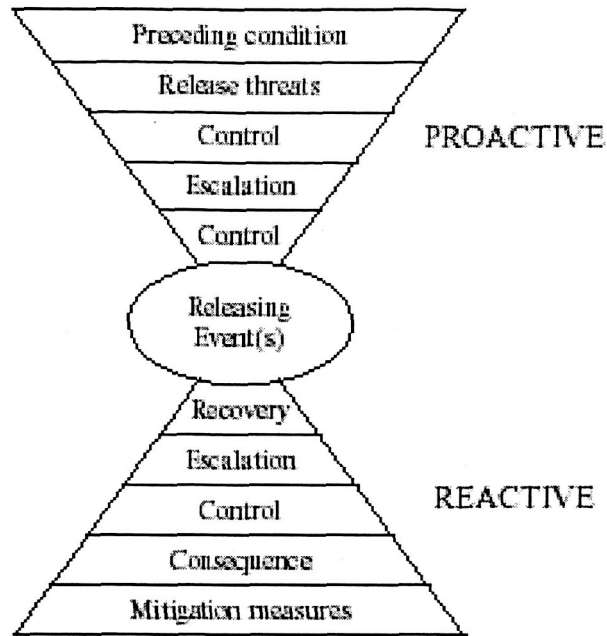 Preceding condition
Release threats
Control
PROACTIVE
Escalation
Control
Releasing
Event(s)
Recovery
Escalation
REACTIVE
Control
Consequence
Mitigation measures